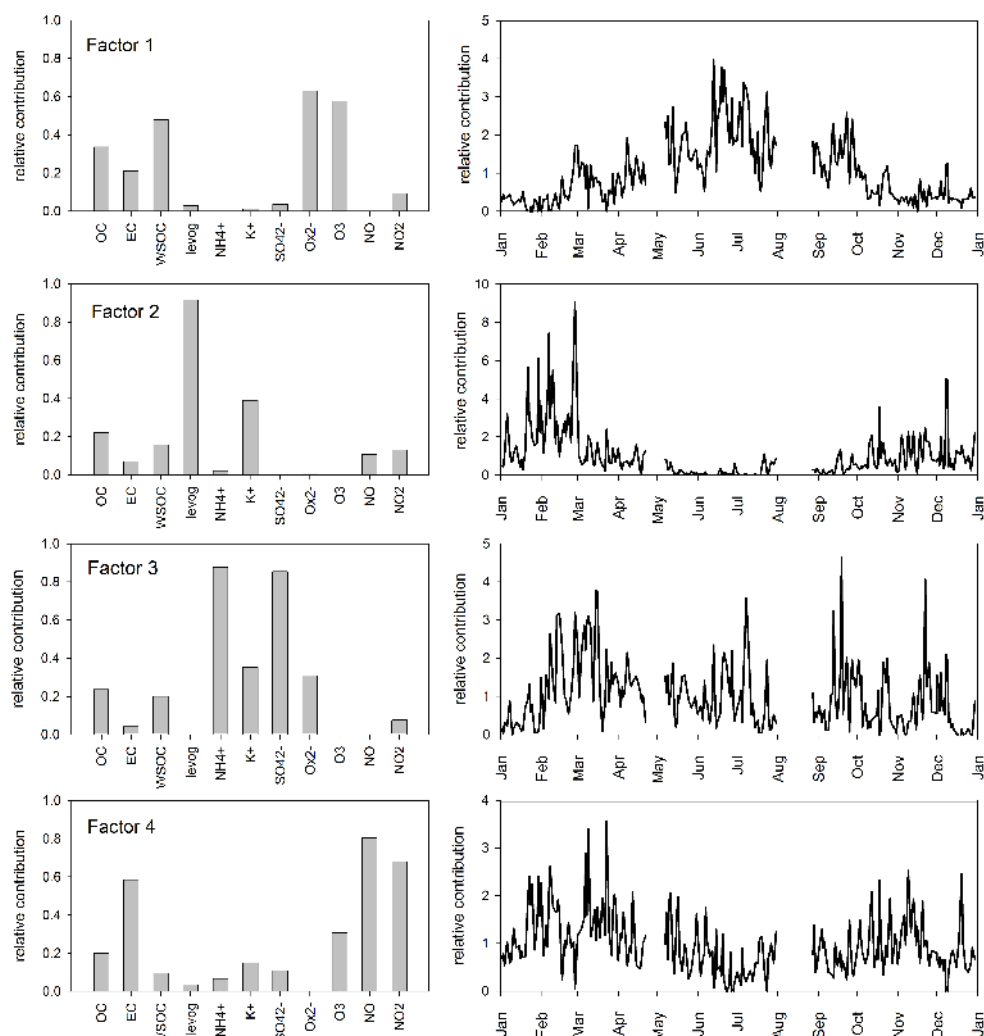 Factor 1
relative contribution
1.0
0.8
0.6
0.4
0.2
0.0
OC EC WSOC levog NH4+ K+ SO42- Ox2- O3 NO NO2
relative contribution
5
4
3
2
1
0
Jan Feb Mar Apr May Jun Jul Aug Sep Oct Nov Dec Jan
Factor 2
relative contribution
1.0
0.8
0.6
0.4
0.2
0.0
OC EC WSOC levog NH4+ K+ SO42- Ox2- O3 NO NO2
relative contribution
10
8
6
4
2
0
Jan Feb Mar Apr May Jun Jul Aug Sep Oct Nov Dec Jan
Factor 3
relative contribution
1.0
0.8
0.6
0.4
0.2
0.0
OC EC WSOC levog NH4+ K+ SO42- Ox2- O3 NO NO2
relative contribution
5
4
3
2
1
0
Jan Feb Mar Apr May Jun Jul Aug Sep Oct Nov Dec Jan
Factor 4
relative contribution
1.0
0.8
0.6
0.4
0.2
0.0
OC EC WSOC levog NH4+ K+ SO42- Ox2- O3 NO NO2
relative contribution
4
3
2
1
0
Jan Feb Mar Apr May Jun Jul Aug Sep Oct Nov Dec Jan